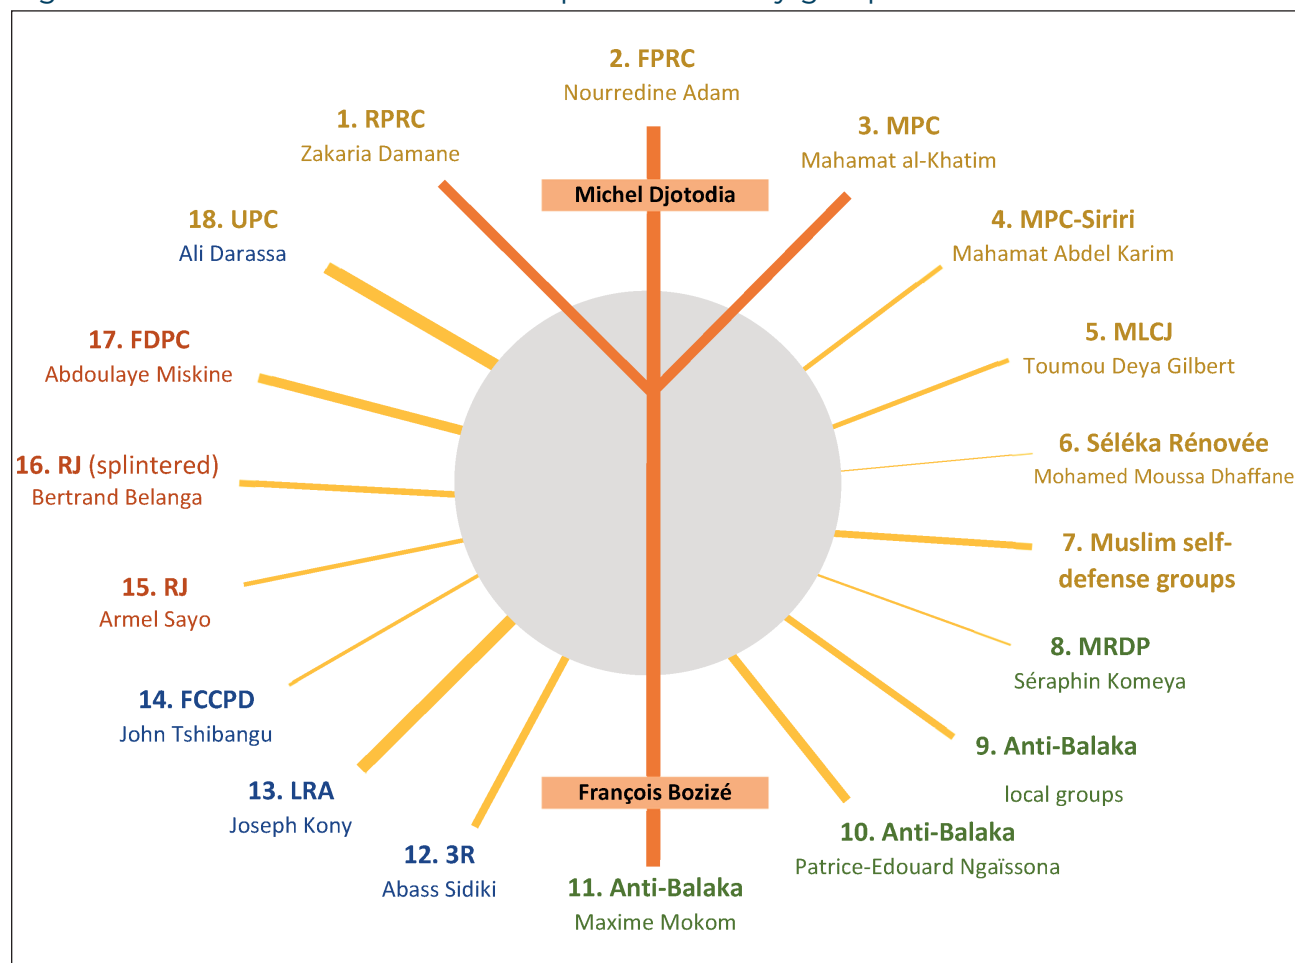 2. FPRC
Nourredine Adam
1. RPRC
Zakaria Damane
3. MPC
Mahamat al-Khatim
Michel Djotodia
18. UPC
Ali Darassa
4. MPC-Siriri
Mahamat Abdel Karim
17. FDPC
Abdoulaye Miskine
5. MLCJ
Toumou Deya Gilbert
16. RJ (splintered)
Bertrand Belanga
6. Séléka Rénovée
Mohamed Moussa Dhaffane
7. Muslim self-
defense groups
15. RJ
Armel Sayo
8. MRDP
Séraphin Komeya
14. FCCPD
John Tshibangu
9. Anti-Balaka
local groups
13. LRA
Joseph Kony
François Bozizé
10. Anti-Balaka
Patrice-Edouard Ngaïssona
12. 3R
Abass Sidiki
11. Anti-Balaka
Maxime Mokom